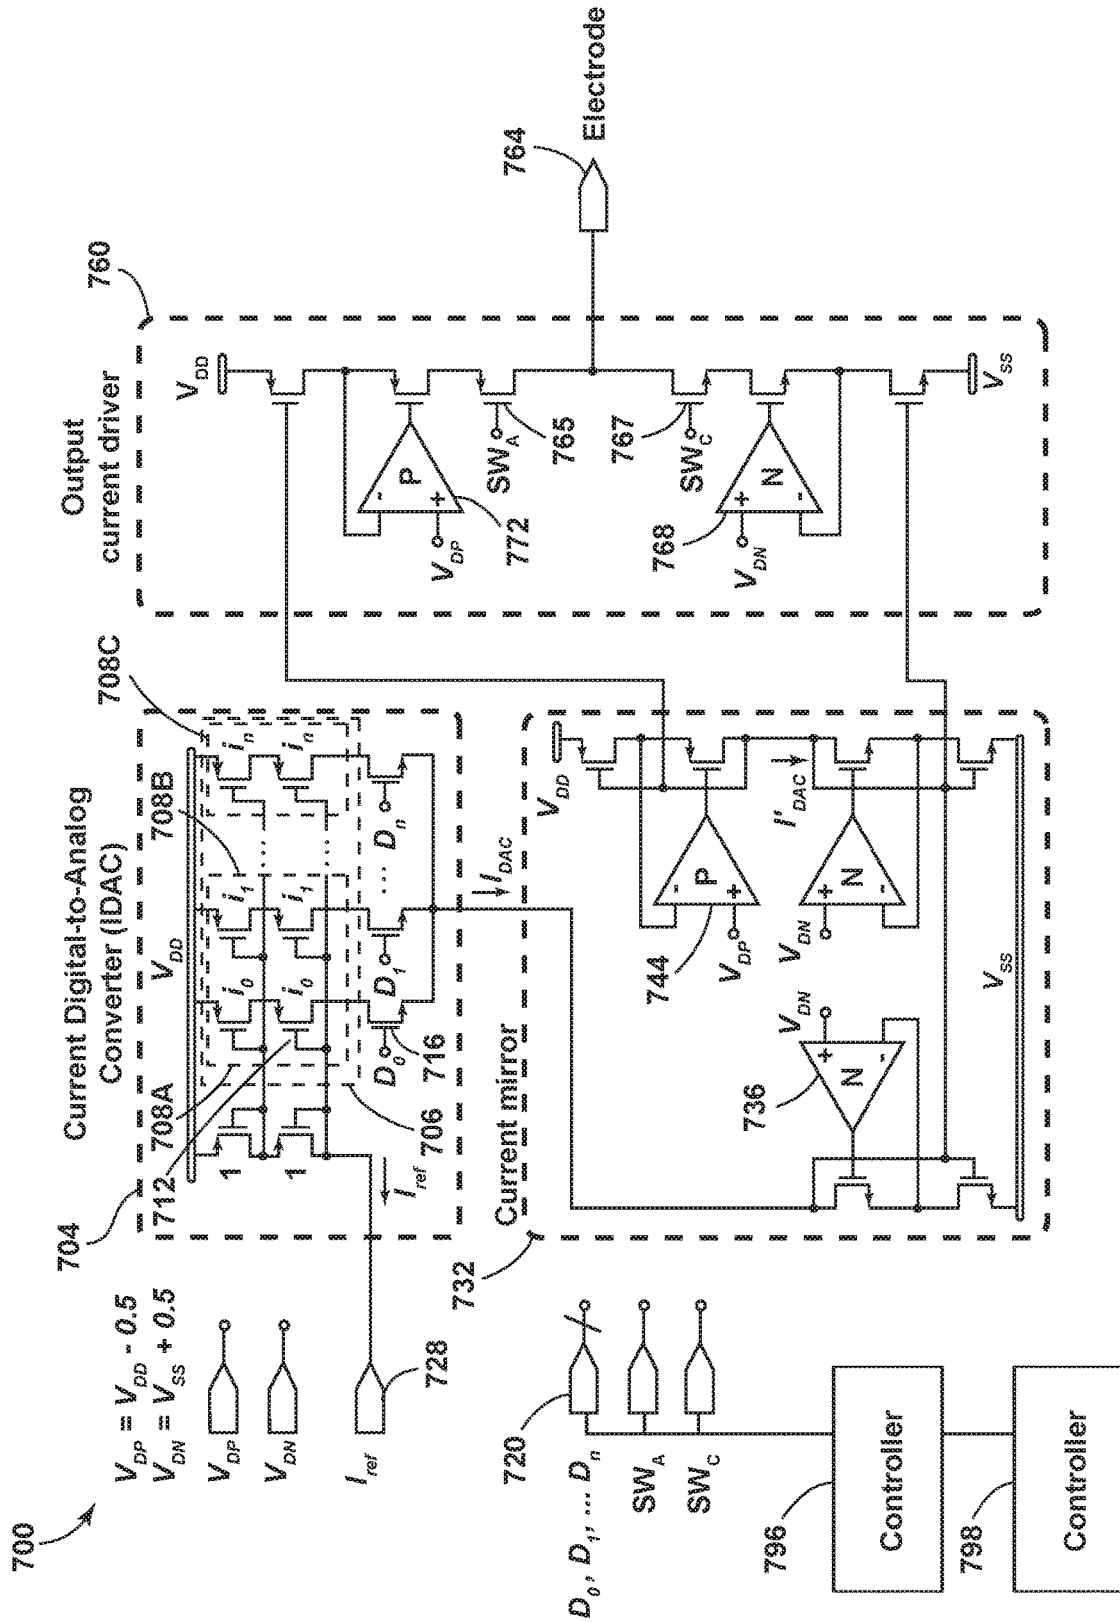 700
V_DP = V_DD - 0.5
V_DN = V_SS + 0.5
V_DP
V_DN
I_ref
728
720
D_0, D_1, ... D_n
SW_A
SW_C
796
Controller
798
Controller
Current Digital-to-Analog
Converter (IDAC)
704
708A
712
706
708B
708C
V_DD
1
1
i_0
i_0
i_1
i_1
i_n
i_n
....
....
I_ref
D_0
D_1
...
D_n
716
I_DAC
Current mirror
732
V_DD
P
-
+
744
V_DP
I'_DAC
V_DN
+
N
-
V_DN
+
N
-
736
V_SS
Output
current driver
760
V_DD
-
P
+
V_DP
772
SW_A
765
767
SW_C
768
V_DN
+
N
-
V_SS
764
Electrode